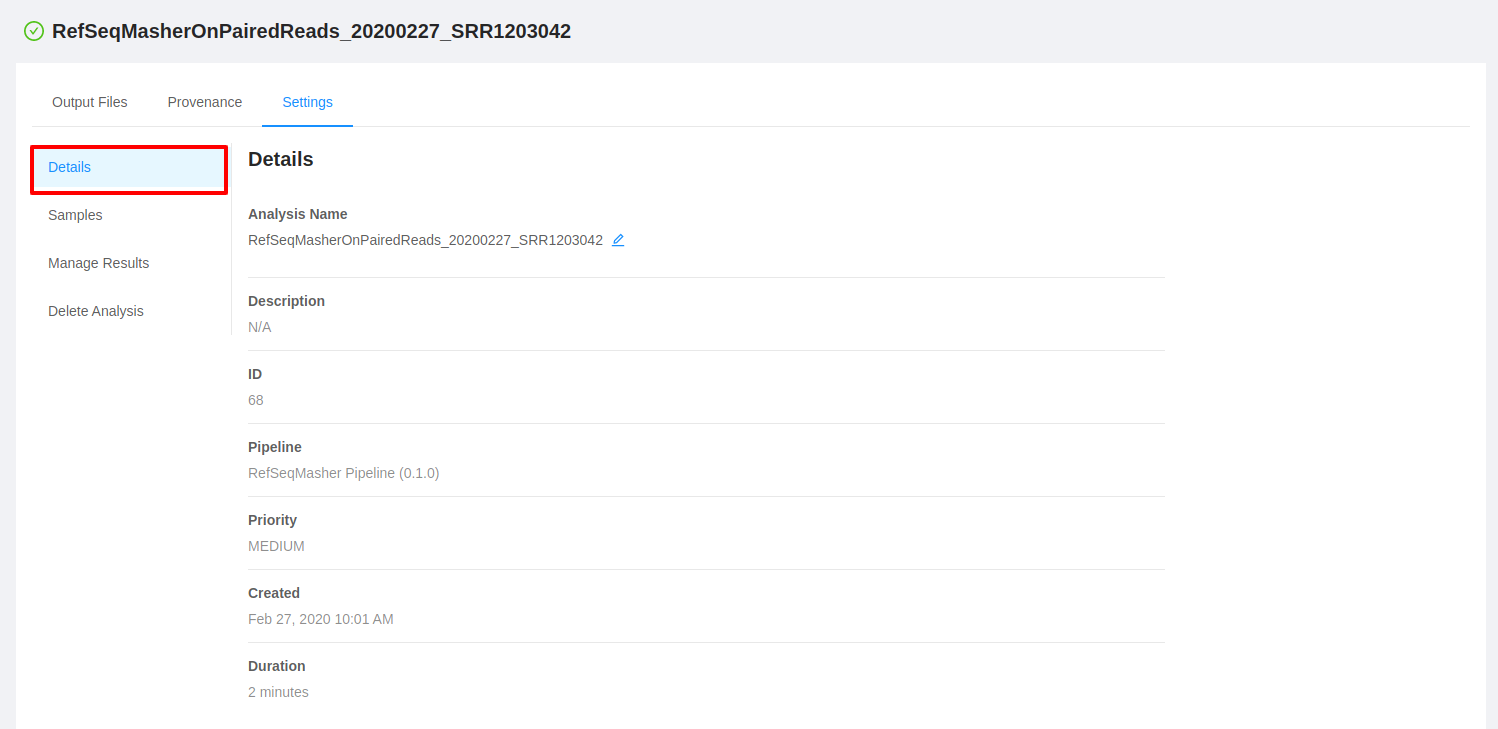 RefSeqMasherOnPairedReads_20200227_SRR1203042
Output Files
Provenance
Settings
Details
Samples
Manage Results
Delete Analysis
Details
Analysis Name
RefSeqMasherOnPairedReads_20200227_SRR1203042
Description
N/A
ID
68
Pipeline
RefSeqMasher Pipeline (0.1.0)
Priority
MEDIUM
Created
Feb 27, 2020 10:01 AM
Duration
2 minutes